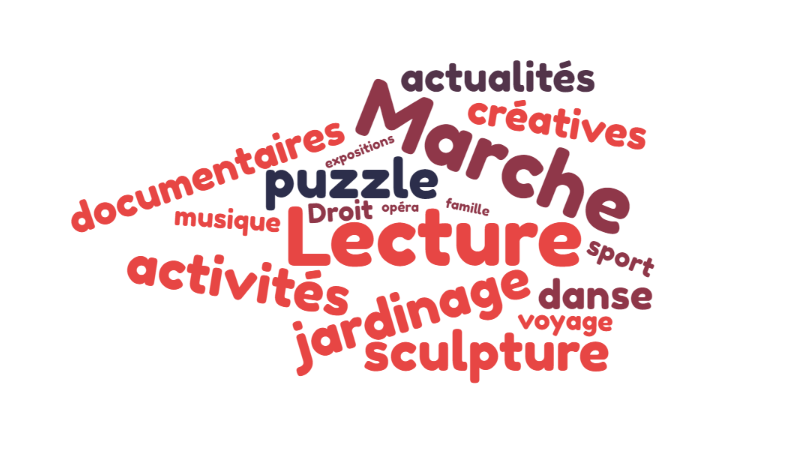 actualités
Marche
créatives
documentaires
expositions
puzzle
musique
Droit
opéra
famille
Lecture
sport
activités
jardinage
danse
voyage
sculpture